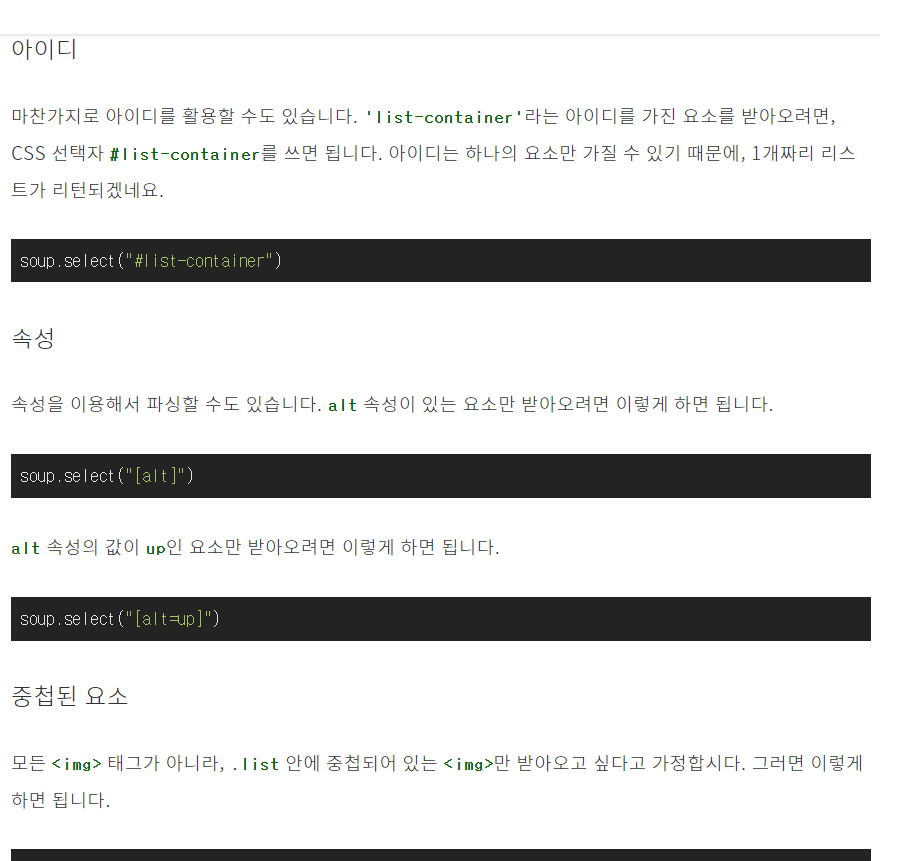 아이디
마찬가지로 아이디를 활용할 수도 있습니다. 'list-container'라는 아이디를 가진 요소를 받아오려면,
CSS 선택자 #list-container를 쓰면 됩니다. 아이디는 하나의 요소만 가질 수 있기 때문에, 1개짜리 리스
트가 리턴되겠네요.
soup.select("#list-container")
속성
속성을 이용해서 파싱할 수도 있습니다. alt 속성이 있는 요소만 받아오려면 이렇게 하면 됩니다.
soup.select("[alt]")
alt 속성의 값이 up인 요소만 받아오려면 이렇게 하면 됩니다.
soup.select("[alt=up]")
중첩된 요소
모든 <img> 태그가 아니라, .list 안에 중첩되어 있는 <img>만 받아오고 싶다고 가정합시다. 그러면 이렇게
하면 됩니다.